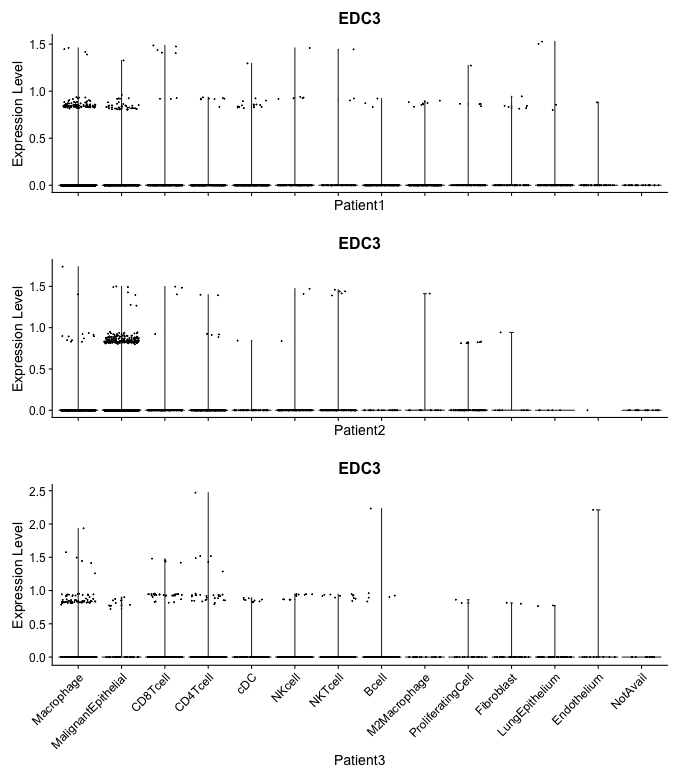 EDC3
Expression Level
1.5
1.0
0.5
0.0
Patient1
EDC3
Expression Level
1.5
1.0
0.5
0.0
Patient2
EDC3
Expression Level
2.5
2.0
1.5
1.0
0.5
0.0
Macrophage
MalignantEpithelial
CD8Tcell
CD4Tcell
cDC
NKcell
NKTcell
Bcell
M2Macrophage
ProliferatingCell
Fibroblast
LungEpithelium
Endothelium
NotAvail
Patient3